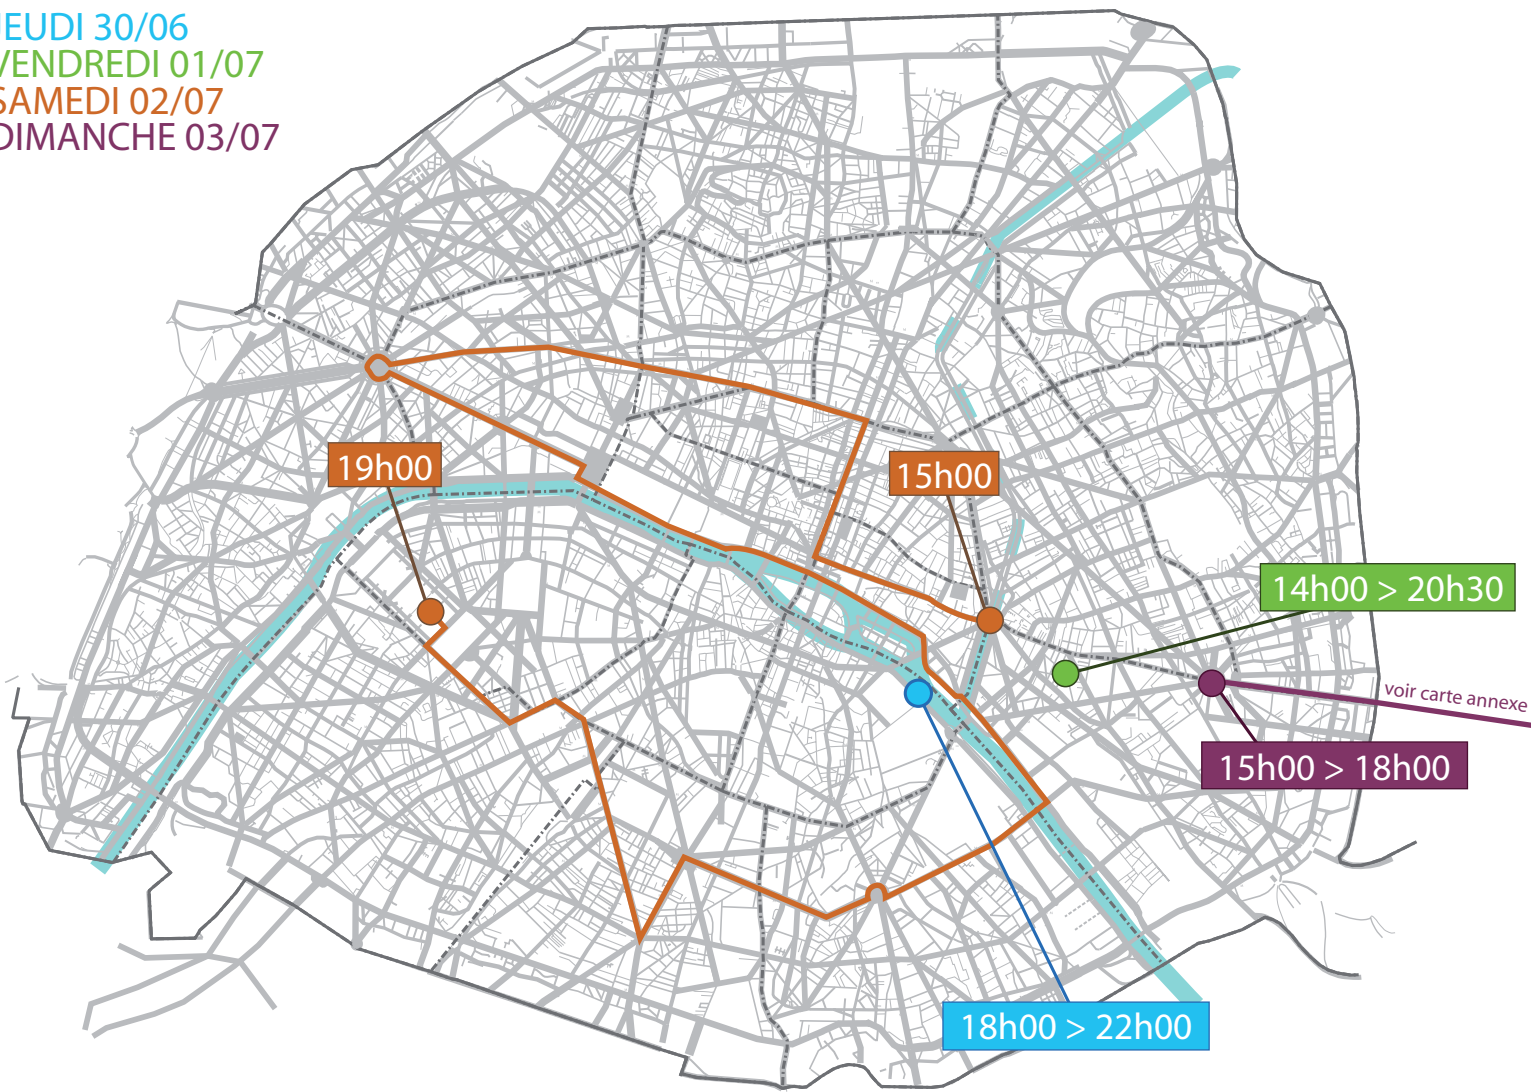 JEUDI 30/06
VENDREDI 01/07
SAMEDI 02/07
DIMANCHE 03/07
19h00
15h00
14h00 > 20h30
voir carte annexe
15h00 > 18h00
18h00 > 22h00